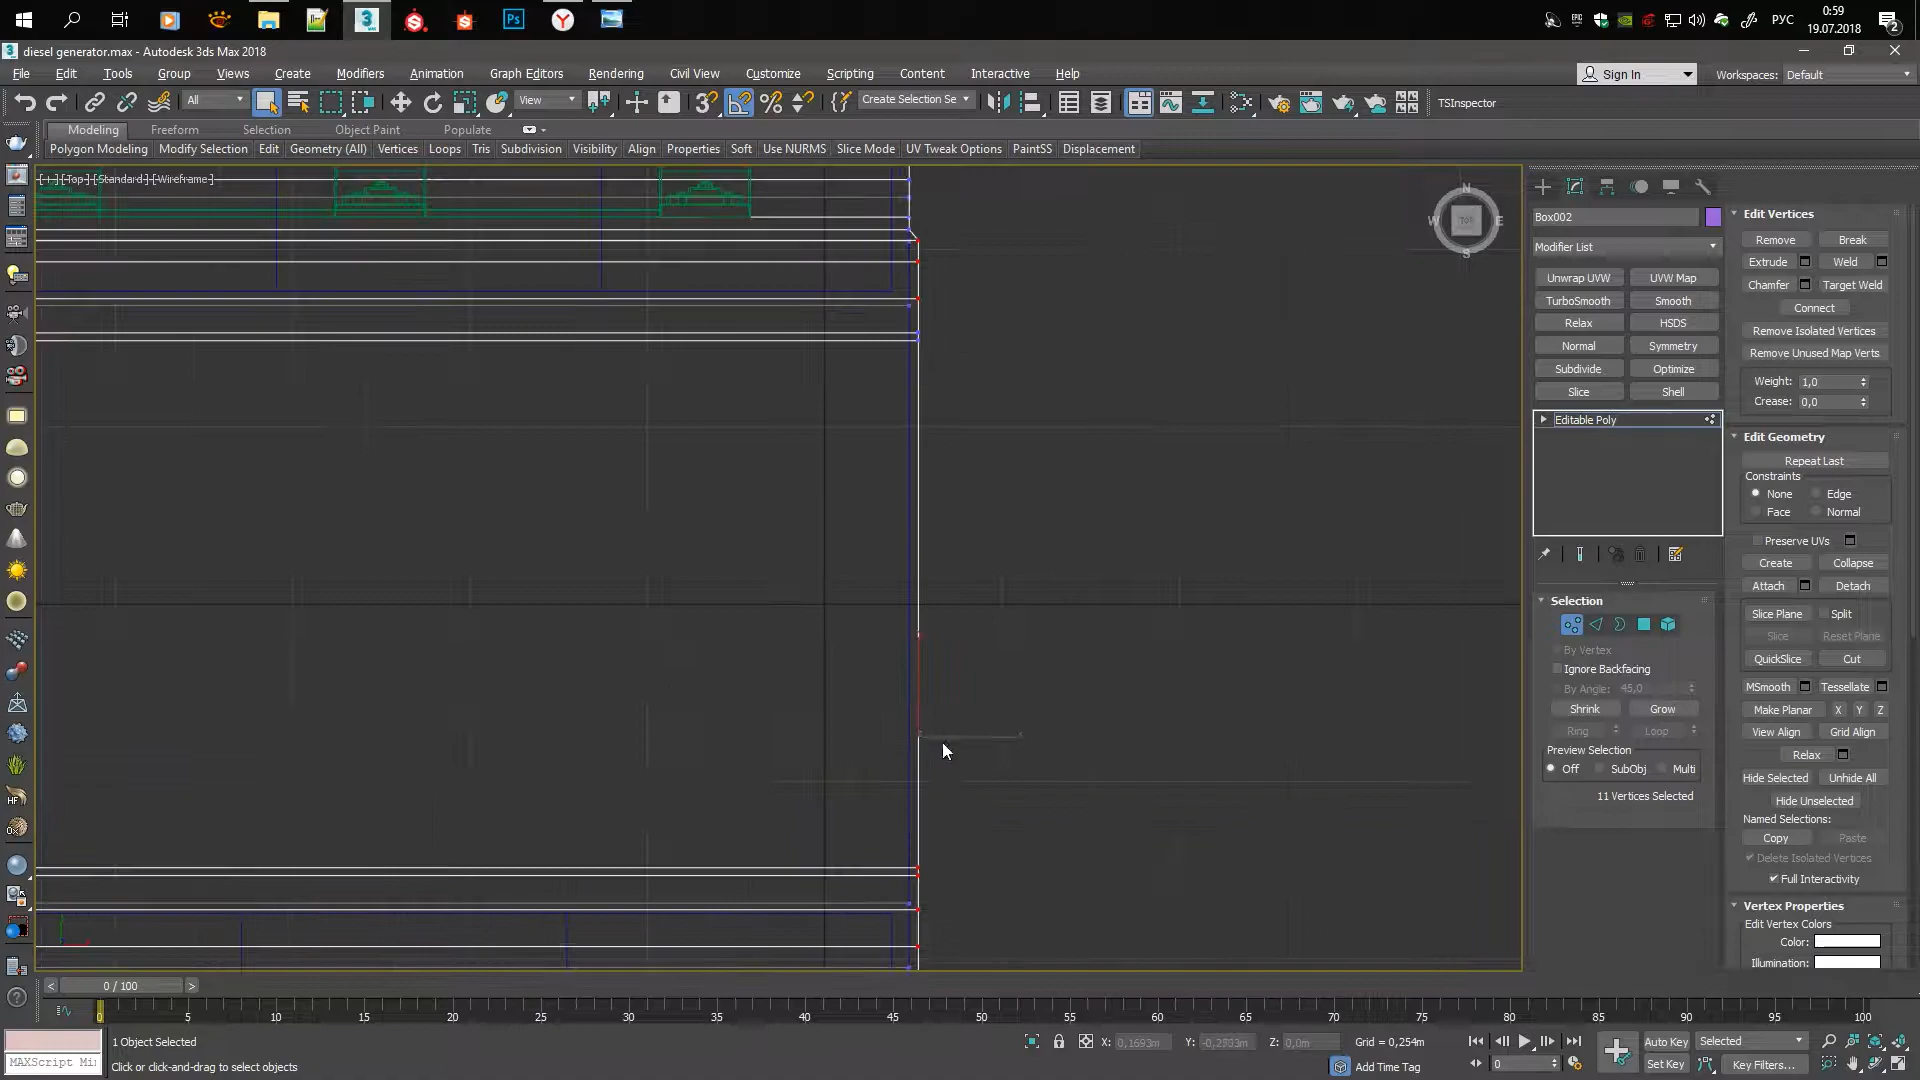 РУС
0:59
19.07.2018
2
diesel generator.max - Autodesk 3ds Max 2018
File Edit Tools Group Views Create Modifiers Animation Graph Editors Rendering Civil View Customize Scripting Content Interactive Help
Sign In
Workspaces: Default
All
View
Create Selection Se
TSInspector
Modeling Freeform Selection Object Paint Populate
Polygon Modeling Modify Selection Edit Geometry (All) Vertices Loops Tris Subdivision Visibility Align Properties Soft Use NURMS Slice Mode UV Tweak Options PaintSS Displacement
[+] [Top] [Standard] [Wireframe]
N
W TOP E
S
Box002
Modifier List
Unwrap UVW UVW Map
TurboSmooth Smooth
Relax HSDS
Normal Symmetry
Subdivide Optimize
Slice Shell
Editable Poly
Selection
By Vertex
Ignore Backfacing
By Angle: 45,0
Shrink Grow
Ring Loop
Preview Selection
Off SubObj Multi
11 Vertices Selected
Edit Vertices
Remove Break
Extrude Weld
Chamfer Target Weld
Connect
Remove Isolated Vertices
Remove Unused Map Verts
Weight: 1,0
Crease: 0,0
Edit Geometry
Repeat Last
Constraints
None Edge
Face Normal
Preserve UVs
Create Collapse
Attach Detach
Slice Plane Split
Slice Reset Plane
QuickSlice Cut
MSmooth Tessellate
Make Planar X Y Z
View Align Grid Align
Relax
Hide Selected Unhide All
Hide Unselected
Named Selections:
Copy Paste
Delete Isolated Vertices
Full Interactivity
Vertex Properties
Edit Vertex Colors
Color:
Illumination:
< 0 / 100 >
0 5 10 15 20 25 30 35 40 45 50 55 60 65 70 75 80 85 90 95 100
1 Object Selected
X: 0,1693m Y: Z: 0,0m Grid = 0,254m
Auto Key Selected
MAXScript Mi
Click or click-and-drag to select objects
Add Time Tag
0
Set Key Key Filters...